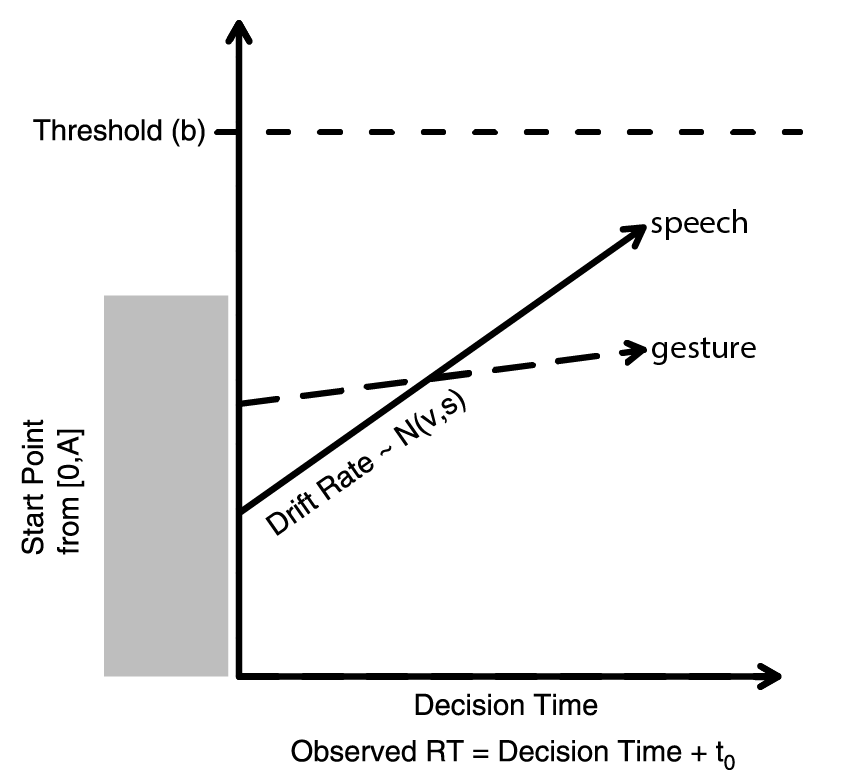 Threshold (b)
speech
gesture
Drift Rate ~ N(v,s)
Start Point
from [0,A]
Decision Time
Observed RT = Decision Time + t₀